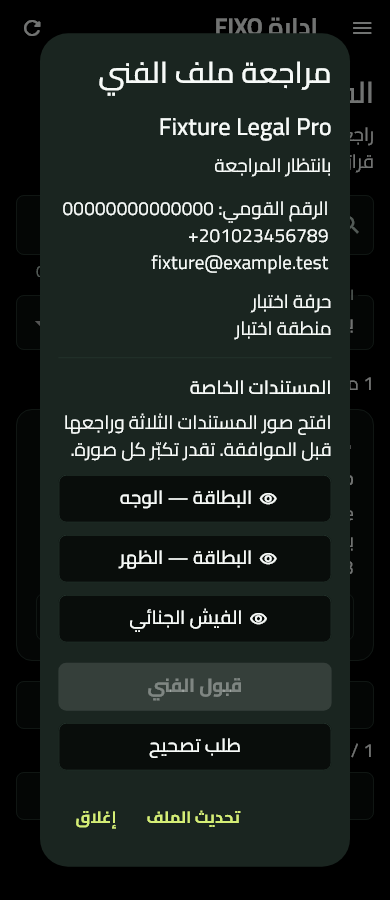 إدارة FIXO
مراجعة ملف الفني
Fixture Legal Pro
بانتظار المراجعة
الرقم القومي: 00000000000000
+201023456789
fixture@example.test
حرفة اختبار
منطقة اختبار
المستندات الخاصة
افتح صور المستندات الثلاثة وراجعها
قبل الموافقة. تقدر تكبّر كل صورة.
البطاقة — الوجه
البطاقة — الظهر
الفيش الجنائي
قبول الفني
طلب تصحيح
تحديث الملف
إغلاق